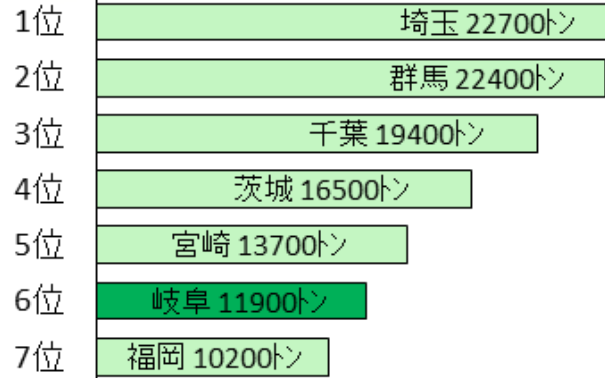 1位 埼玉 22700トン
2位 群馬 22400トン
3位 千葉 19400トン
4位 茨城 16500トン
5位 宮崎 13700トン
6位 岐阜 11900トン
7位 福岡 10200トン